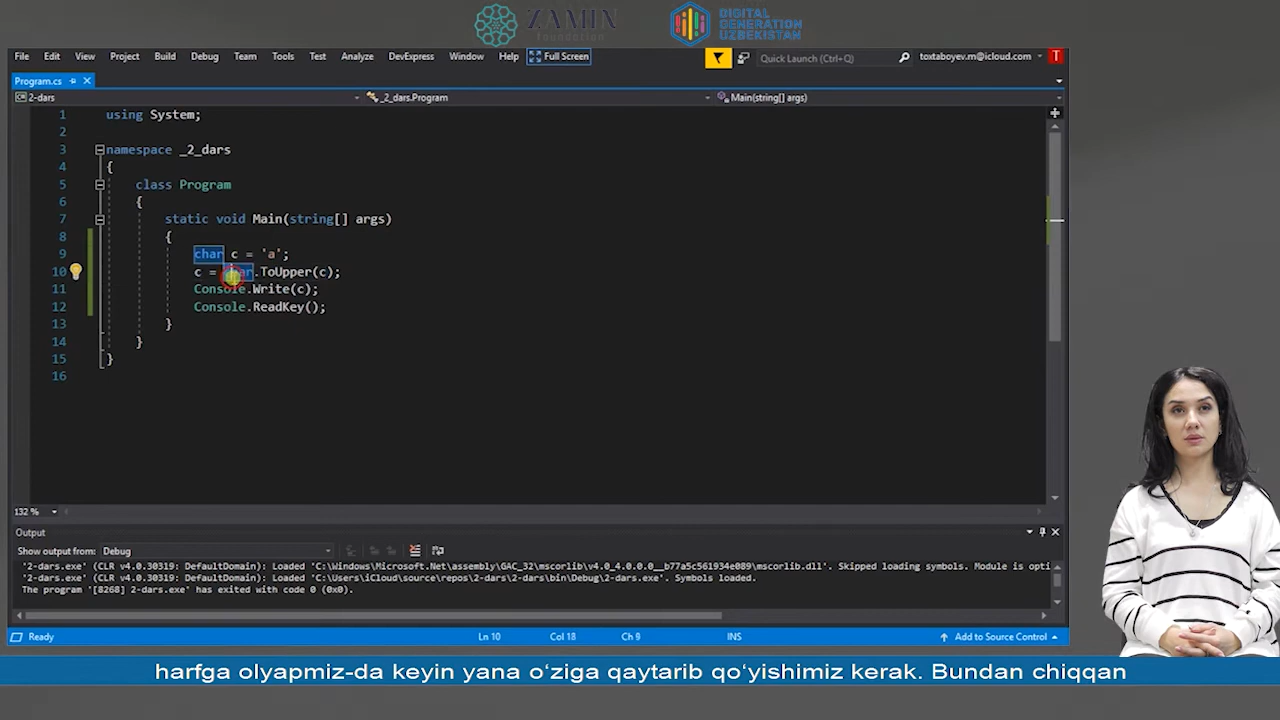 ZAMIN
foundation
DIGITAL
GENERATION
UZBEKISTAN
File Edit View Project Build Debug Team Tools Test Analyze DevExpress Window Help Full Screen Quick Launch (Ctrl+Q) toxtaboyev.m@icloud.com T
Program.cs
2-dars _2_dars.Program Main(string[] args)
1 using System;
2
3 namespace _2_dars
4 {
5 class Program
6 {
7 static void Main(string[] args)
8 {
9 char c = 'a';
10 c = char.ToUpper(c);
11 Console.Write(c);
12 Console.ReadKey();
13 }
14 }
15 }
16
132 %
Output
Show output from: Debug
'2-dars.exe' (CLR v4.0.30319: DefaultDomain): Loaded 'C:\Windows\Microsoft.Net\assembly\GAC_32\mscorlib\v4.0_4.0.0.0__b77a5c561934e089\mscorlib.dll'. Skipped loading symbols. Module is opti
'2-dars.exe' (CLR v4.0.30319: DefaultDomain): Loaded 'C:\Users\iCloud\source\repos\2-dars\2-dars\bin\Debug\2-dars.exe'. Symbols loaded.
The program '[8268] 2-dars.exe' has exited with code 0 (0x0).
Ready Ln 10 Col 18 Ch 9 INS Add to Source Control
harfga olyapmiz-da keyin yana o‘ziga qaytarib qo‘yishimiz kerak. Bundan chiqqan